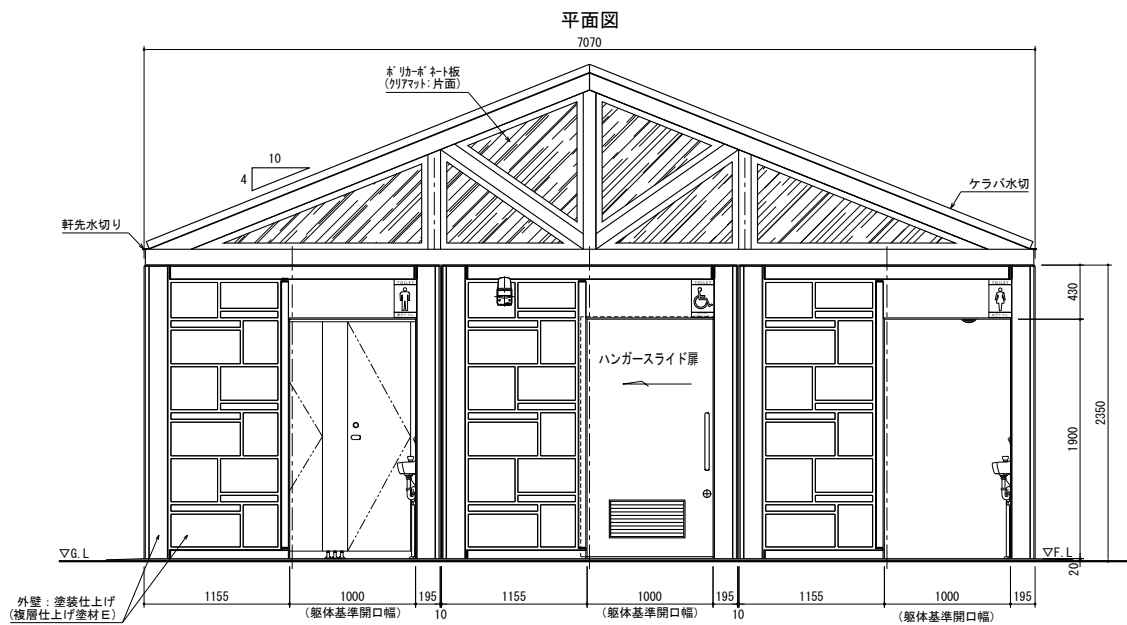 平面図
7070
ポリカーボネート板
(クリアマット:片面)
10
4
ケラバ水切
軒先水切り
TOILET
TOILET
TOILET
430
ハンガースライド扉
1900
2350
▽G.L
▽F.L
20
外壁：塗装仕上げ
(複層仕上げ塗材E)
1155
1000
195
1155
1000
195
1155
1000
195
(躯体基準開口幅)
10
(躯体基準開口幅)
10
(躯体基準開口幅)